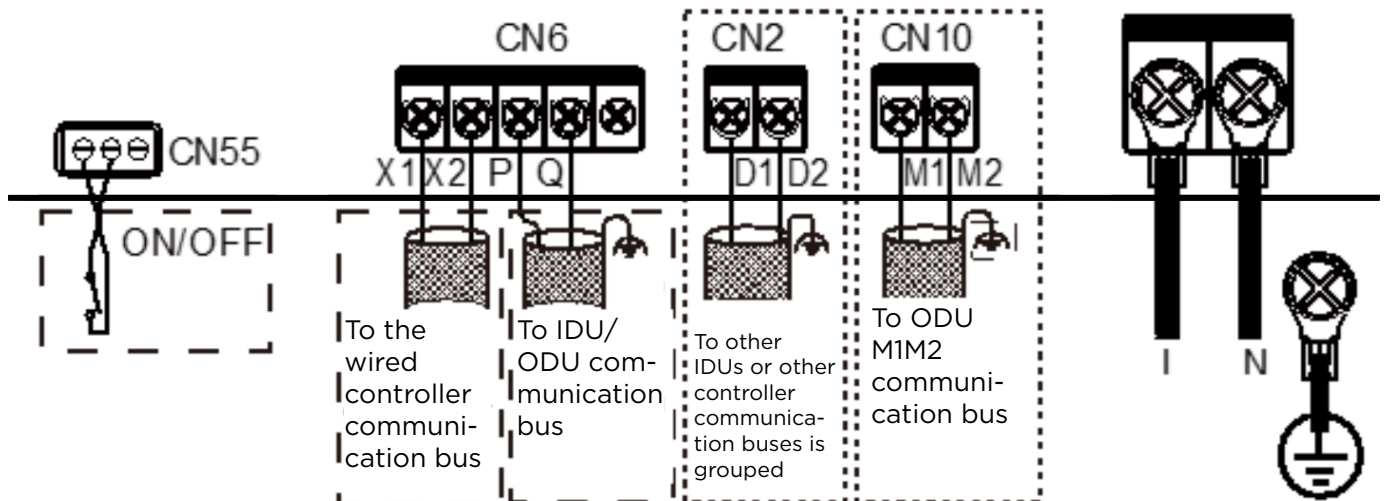 CN55
ON/OFF
CN6
X1 X2 P Q
To the
wired
controller
communi-
cation bus
To IDU/
ODU com-
munication
bus
CN2
D1 D2
To other
IDUs or other
controller
communica-
tion buses is
grouped
CN10
M1 M2
To ODU
M1M2
communi-
cation bus
I N